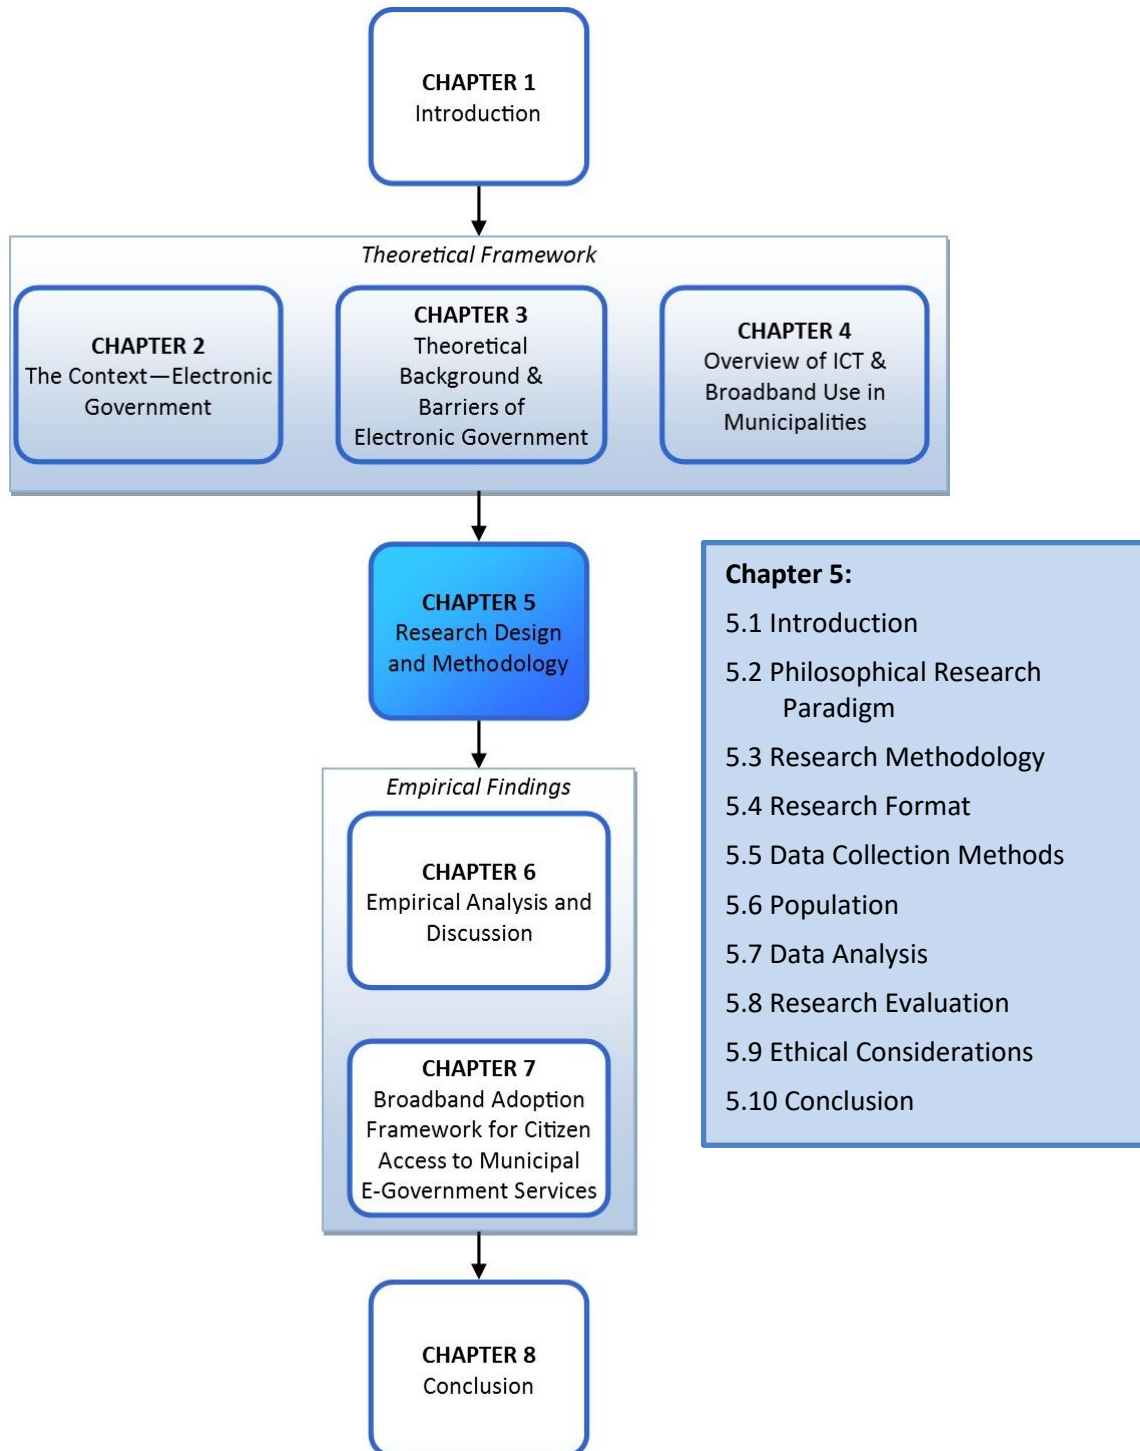 CHAPTER 1
Introduction
Theoretical Framework
CHAPTER 2
The Context—Electronic
Government
CHAPTER 3
Theoretical
Background &
Barriers of
Electronic Government
CHAPTER 4
Overview of ICT &
Broadband Use in
Municipalities
CHAPTER 5
Research Design
and Methodology
Chapter 5:
5.1 Introduction
5.2 Philosophical Research
Paradigm
5.3 Research Methodology
5.4 Research Format
5.5 Data Collection Methods
5.6 Population
5.7 Data Analysis
5.8 Research Evaluation
5.9 Ethical Considerations
5.10 Conclusion
Empirical Findings
CHAPTER 6
Empirical Analysis and
Discussion
CHAPTER 7
Broadband Adoption
Framework for Citizen
Access to Municipal
E-Government Services
CHAPTER 8
Conclusion